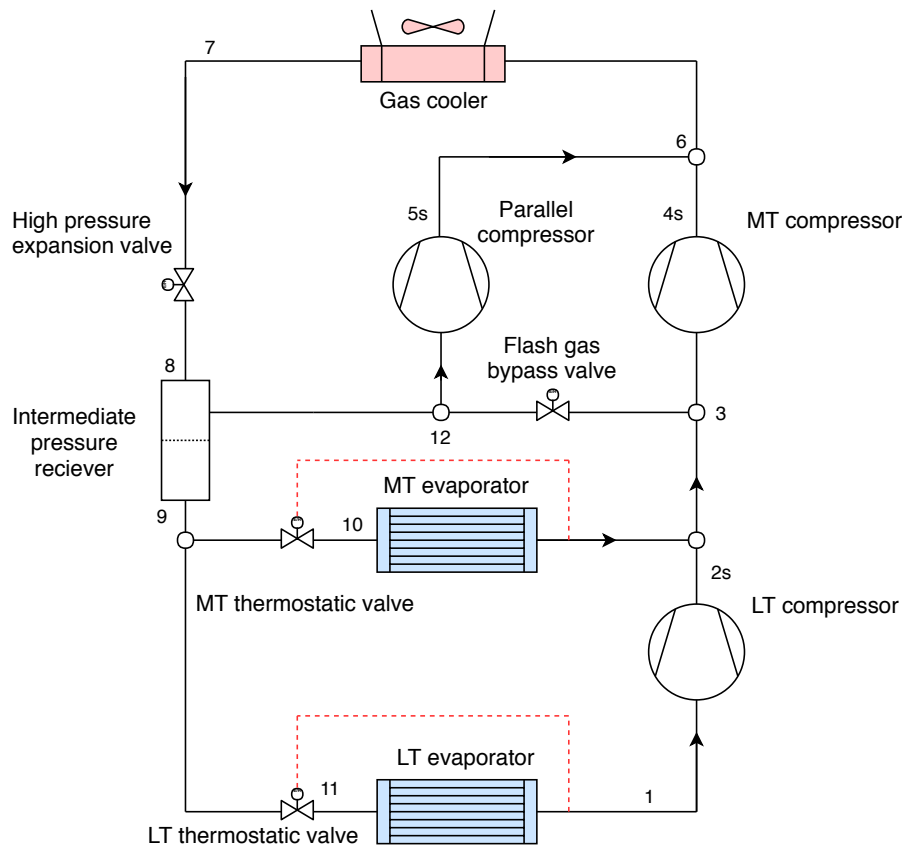 7
Gas cooler
6
5s
Parallel
compressor
4s
MT compressor
High pressure
expansion valve
8
Flash gas
bypass valve
Intermediate
pressure
reciever
12
3
9
10
MT evaporator
MT thermostatic valve
2s
LT compressor
LT evaporator
11
1
LT thermostatic valve